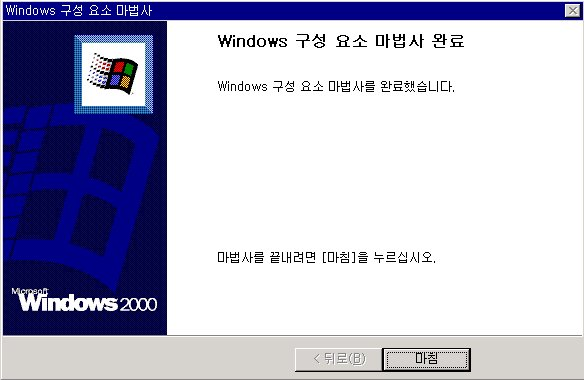 Windows 구성 요소 마법사
Windows 구성 요소 마법사 완료
Windows 구성 요소 마법사를 완료했습니다.
마법사를 끝내려면 [마침]을 누르십시오.
Microsoft
Windows 2000
< 뒤로(B)
마침